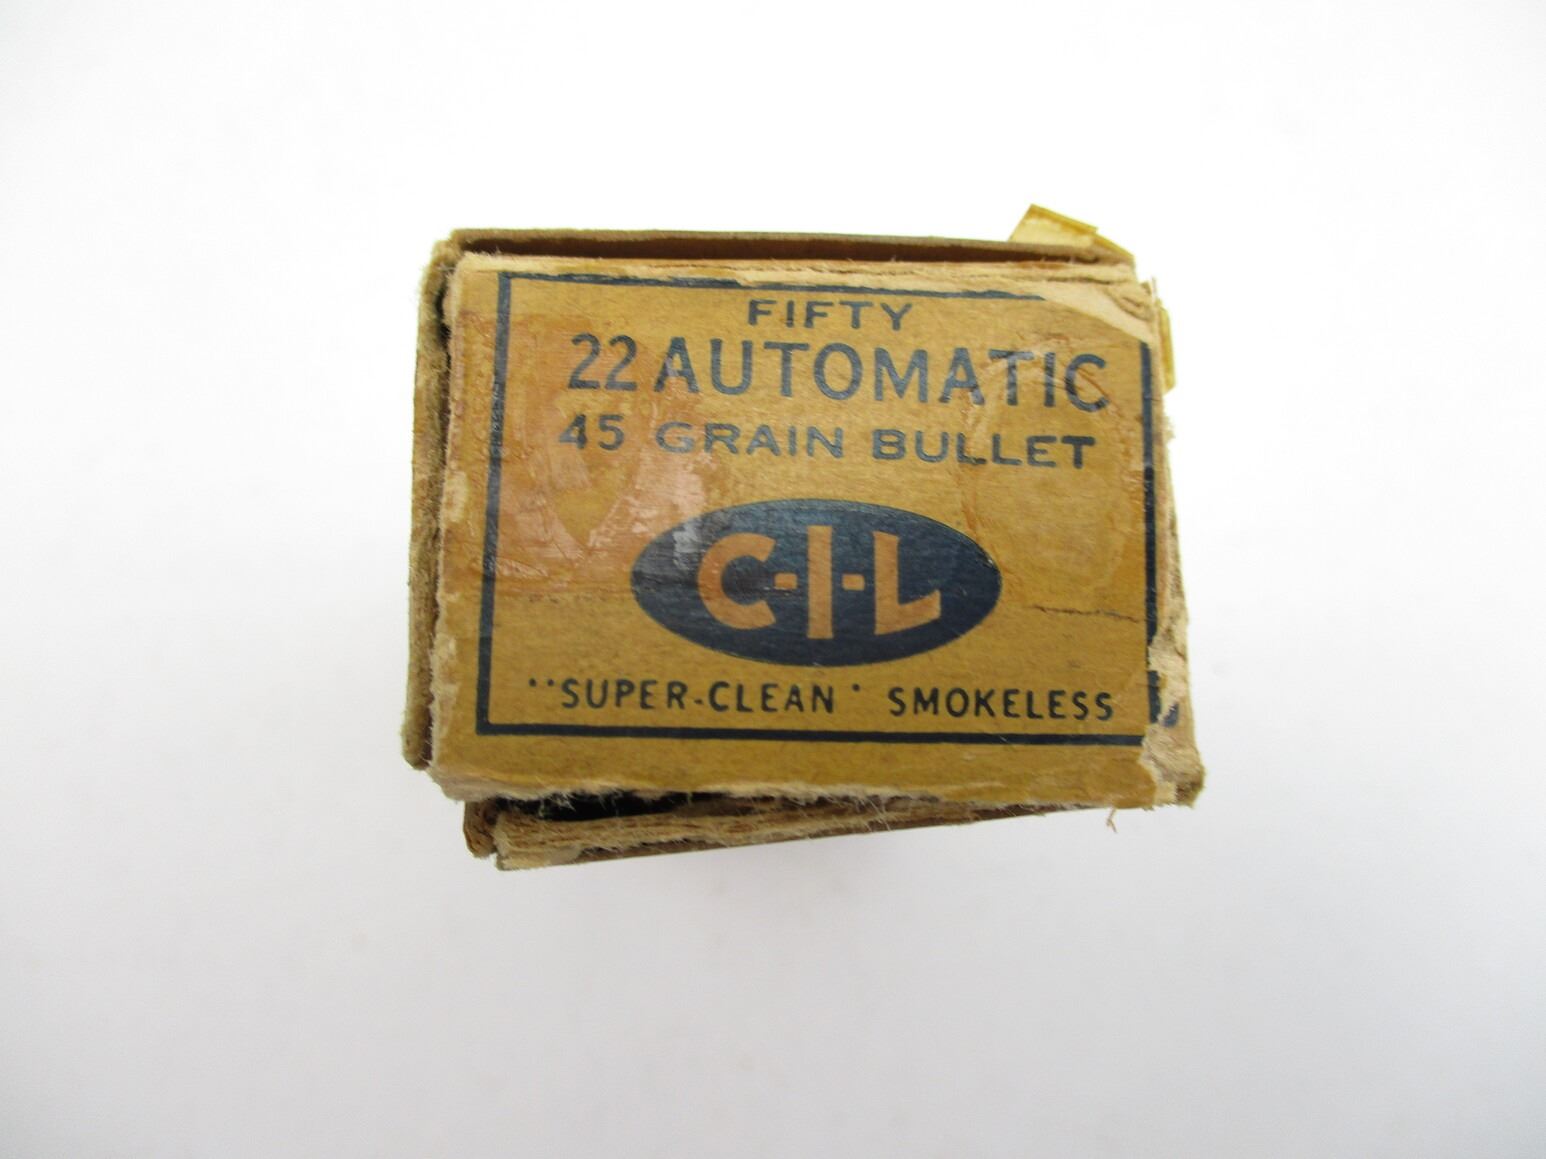 FIFTY
22 AUTOMATIC
45 GRAIN BULLET
C-I-L
"SUPER-CLEAN" SMOKELESS